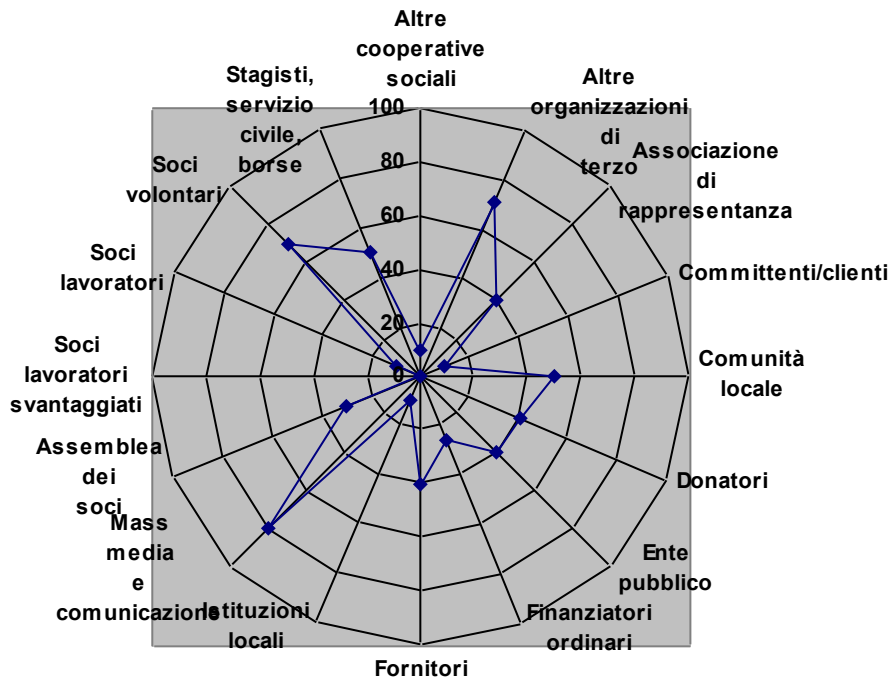 Altre
cooperative
sociali
Altre
organizzazioni
di
terzo
Associazione
di
rappresentanza
Committenti/clienti
Comunità
locale
Donatori
Ente
pubblico
Finanziatori
ordinari
Fornitori
Istituzioni
locali
Mass
media
e
comunicazione
Assemblea
dei
soci
Soci
lavoratori
svantaggiati
Soci
lavoratori
Soci
volontari
Stagisti,
servizio
civile,
borse
100
80
60
40
20
0